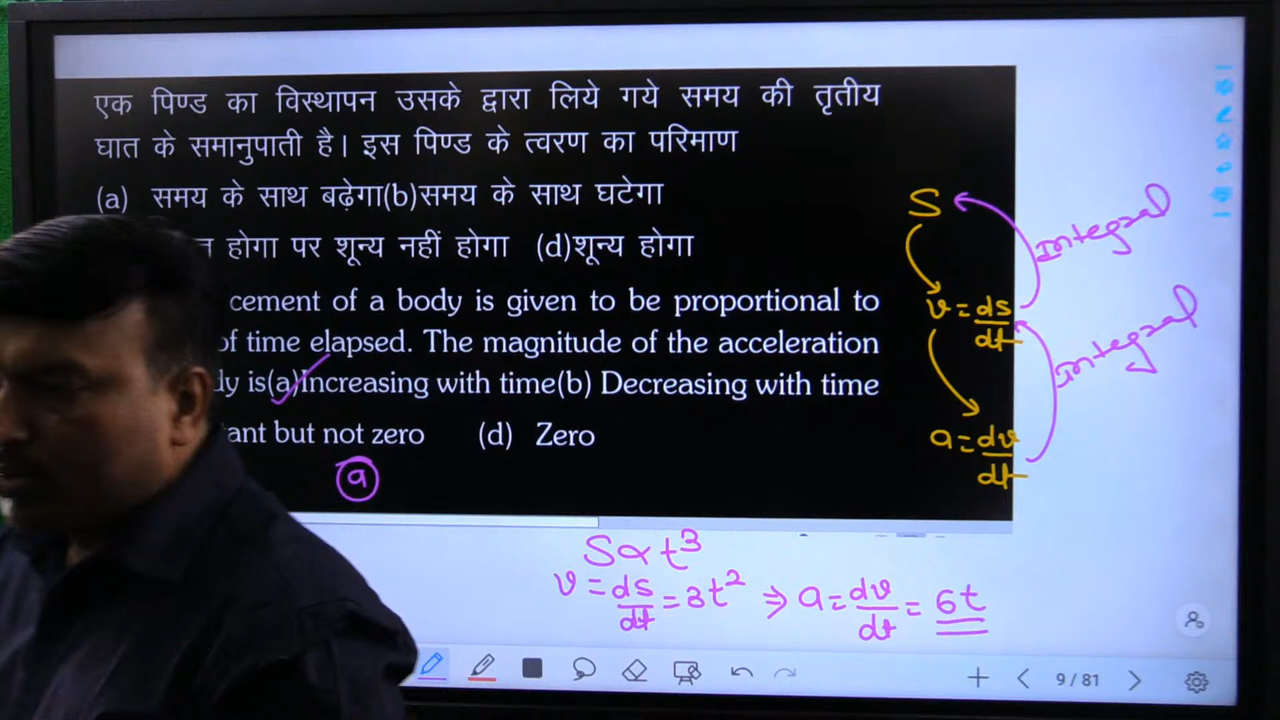 एक पिण्ड का विस्थापन उसके द्वारा लिये गये समय की तृतीय
घात के समानुपाती है। इस पिण्ड के त्वरण का परिमाण
(a) समय के साथ बढ़ेगा(b)समय के साथ घटेगा
होगा पर शून्य नहीं होगा (d)शून्य होगा
cement of a body is given to be proportional to
of time elapsed. The magnitude of the acceleration
dy is(a)Increasing with time(b) Decreasing with time
tant but not zero (d) Zero
a
S
Integral
v=ds/dt
Integral
a=dv/dt
S∝t³
v=ds/dt=3t² ⇒ a=dv/dt=6t
9 / 81